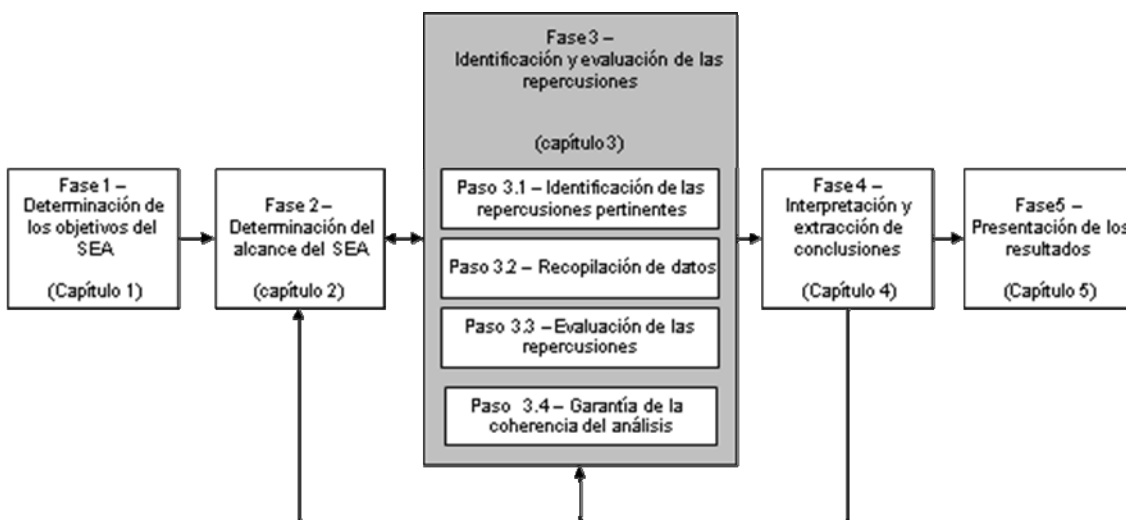 Fase 1 –
Determinación de
los objetivos del
SEA
(Capítulo 1)
Fase 2 –
Determinación del
alcance del SEA
(capítulo 2)
Fase 3 –
Identificación y evaluación de las
repercusiones
(capítulo 3)
Paso 3.1 – Identificación de las
repercusiones pertinentes
Paso 3.2 – Recopilación de datos
Paso 3.3 – Evaluación de las
repercusiones
Paso 3.4 – Garantía de la
coherencia del análisis
Fase 4 –
Interpretación y
extracción de
conclusiones
(Capítulo 4)
Fase5 –
Presentación de los
resultados
(Capítulo 5)